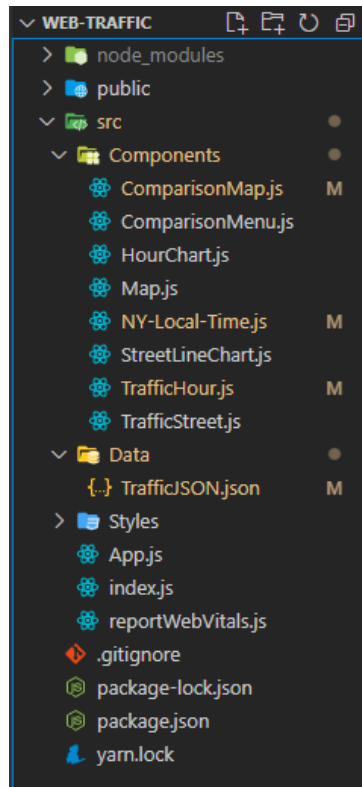 WEB-TRAFFIC
node_modules
public
src
Components
ComparisonMap.js M
ComparisonMenu.js
HourChart.js
Map.js
NY-Local-Time.js M
StreetLineChart.js
TrafficHour.js M
TrafficStreet.js
Data
{..} TrafficJSON.json M
Styles
App.js
index.js
reportWebVitals.js
.gitignore
package-lock.json
package.json
yarn.lock